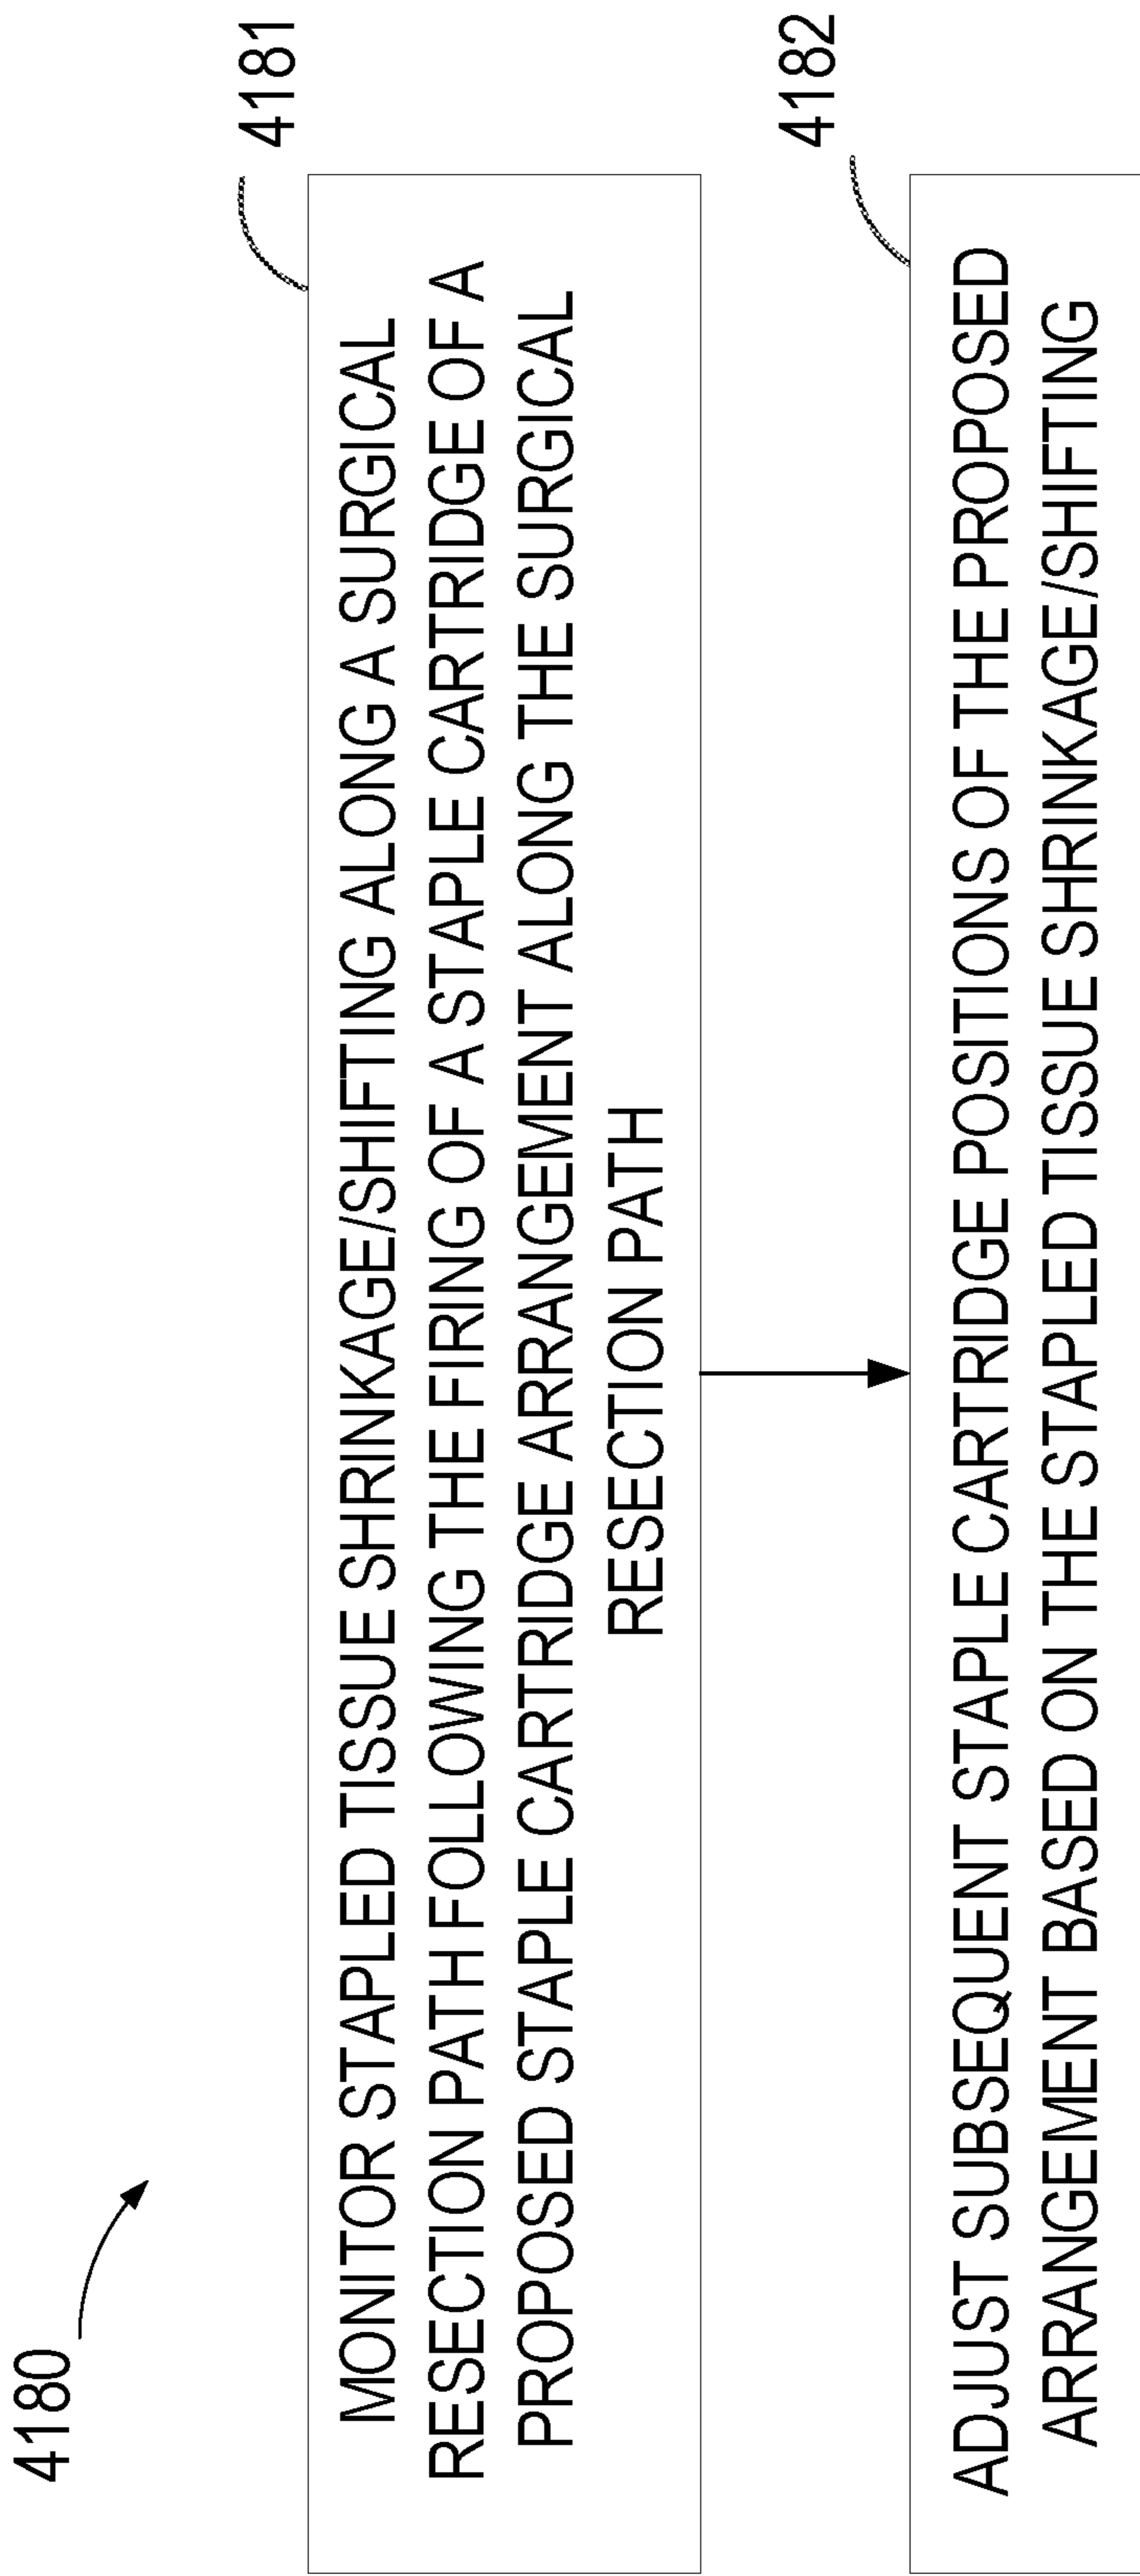 4180
4181
MONITOR STAPLED TISSUE SHRINKAGE/SHIFTING ALONG A SURGICAL
RESECTION PATH FOLLOWING THE FIRING OF A STAPLE CARTRIDGE OF A
PROPOSED STAPLE CARTRIDGE ARRANGEMENT ALONG THE SURGICAL
RESECTION PATH
4182
ADJUST SUBSEQUENT STAPLE CARTRIDGE POSITIONS OF THE PROPOSED
ARRANGEMENT BASED ON THE STAPLED TISSUE SHRINKAGE/SHIFTING